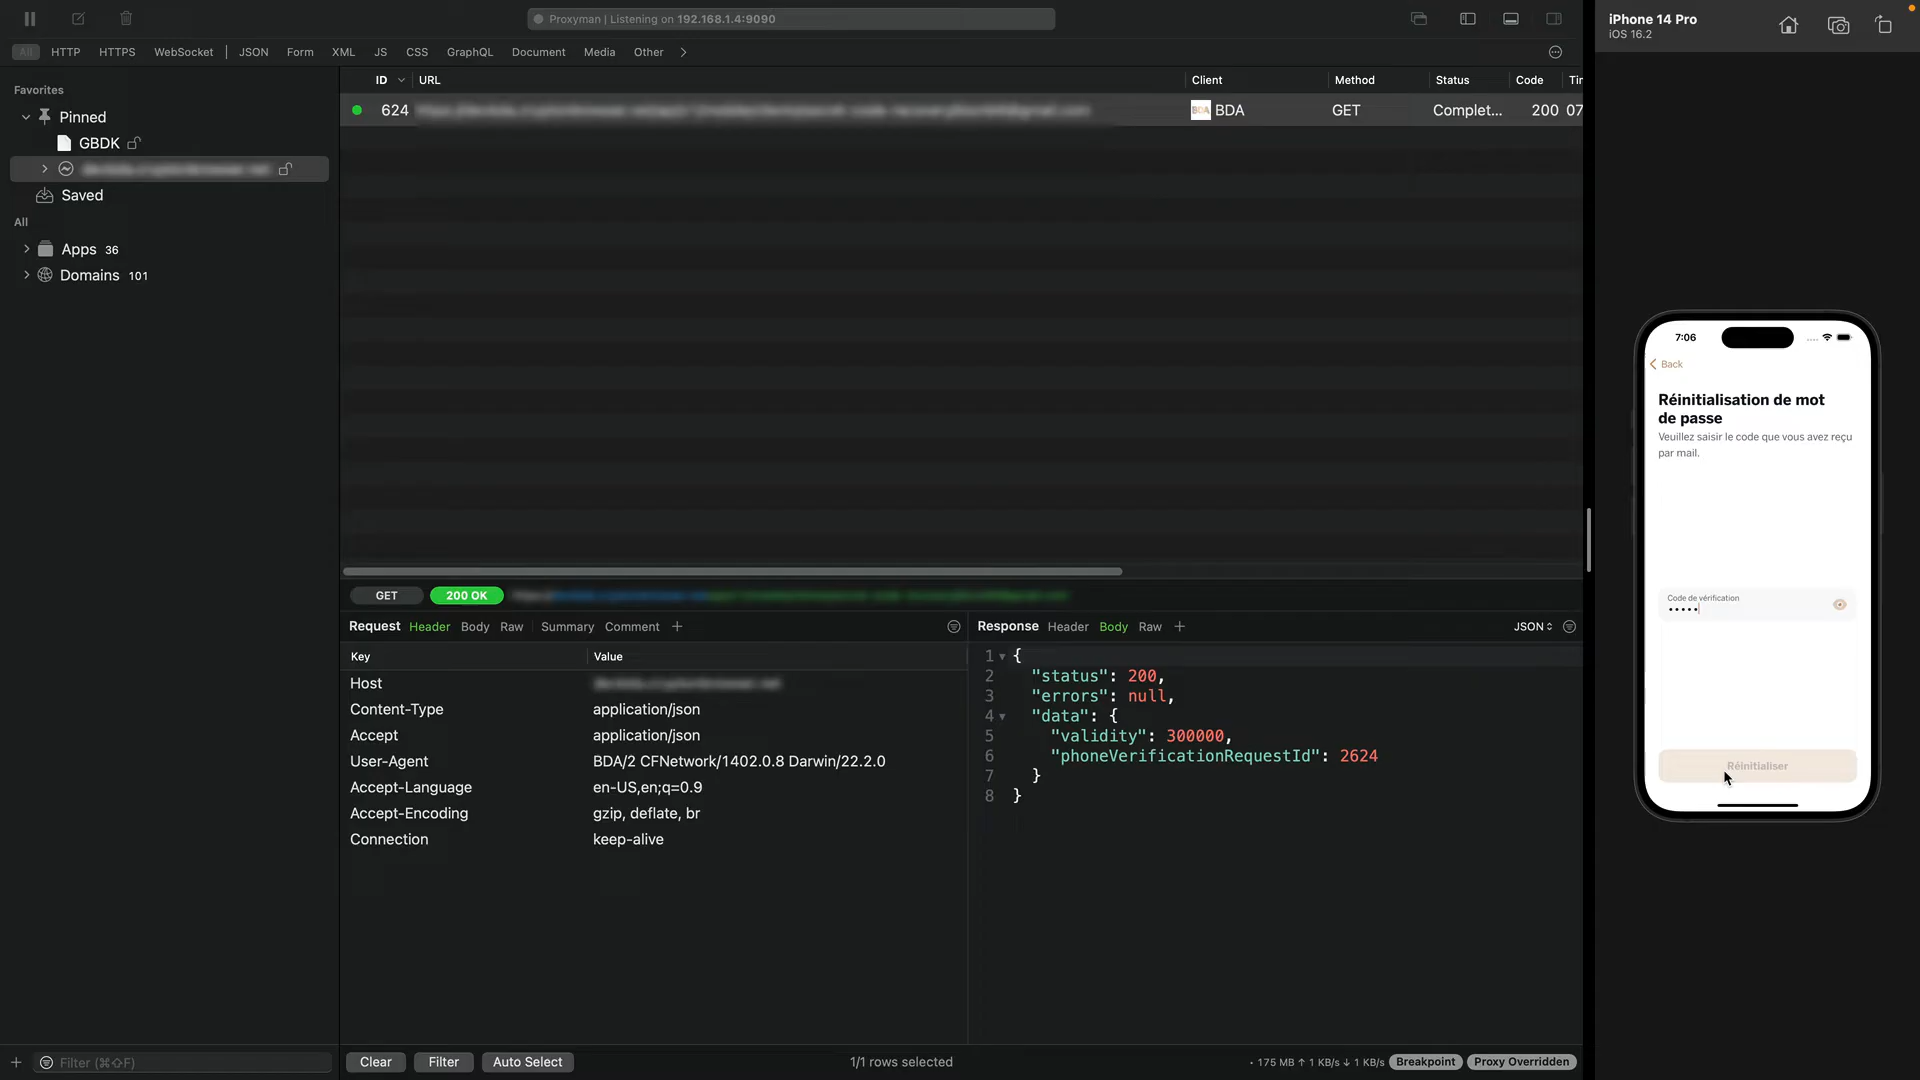 Proxyman | Listening on 192.168.1.4:9090
iPhone 14 Pro
iOS 16.2
All HTTP HTTPS WebSocket JSON Form XML JS CSS GraphQL Document Media Other
Favorites
Pinned
GBDK
Saved
All
Apps 36
Domains 101
ID URL Client Method Status Code Tir
624 BDA BDA GET Complet... 200 07
GET 200 OK
Request Header Body Raw Summary Comment +
Key Value
Host
Content-Type application/json
Accept application/json
User-Agent BDA/2 CFNetwork/1402.0.8 Darwin/22.2.0
Accept-Language en-US,en;q=0.9
Accept-Encoding gzip, deflate, br
Connection keep-alive
Response Header Body Raw + JSON
1 {
2 "status": 200,
3 "errors": null,
4 "data": {
5 "validity": 300000,
6 "phoneVerificationRequestId": 2624
7 }
8 }
7:06
Back
Réinitialisation de mot
de passe
Veuillez saisir le code que vous avez reçu
par mail.
Code de vérification
•••••
Réinitialiser
+ Filter (⌘⇧F)
Clear Filter Auto Select
1/1 rows selected
• 175 MB ↑ 1 KB/s ↓ 1 KB/s Breakpoint Proxy Overridden